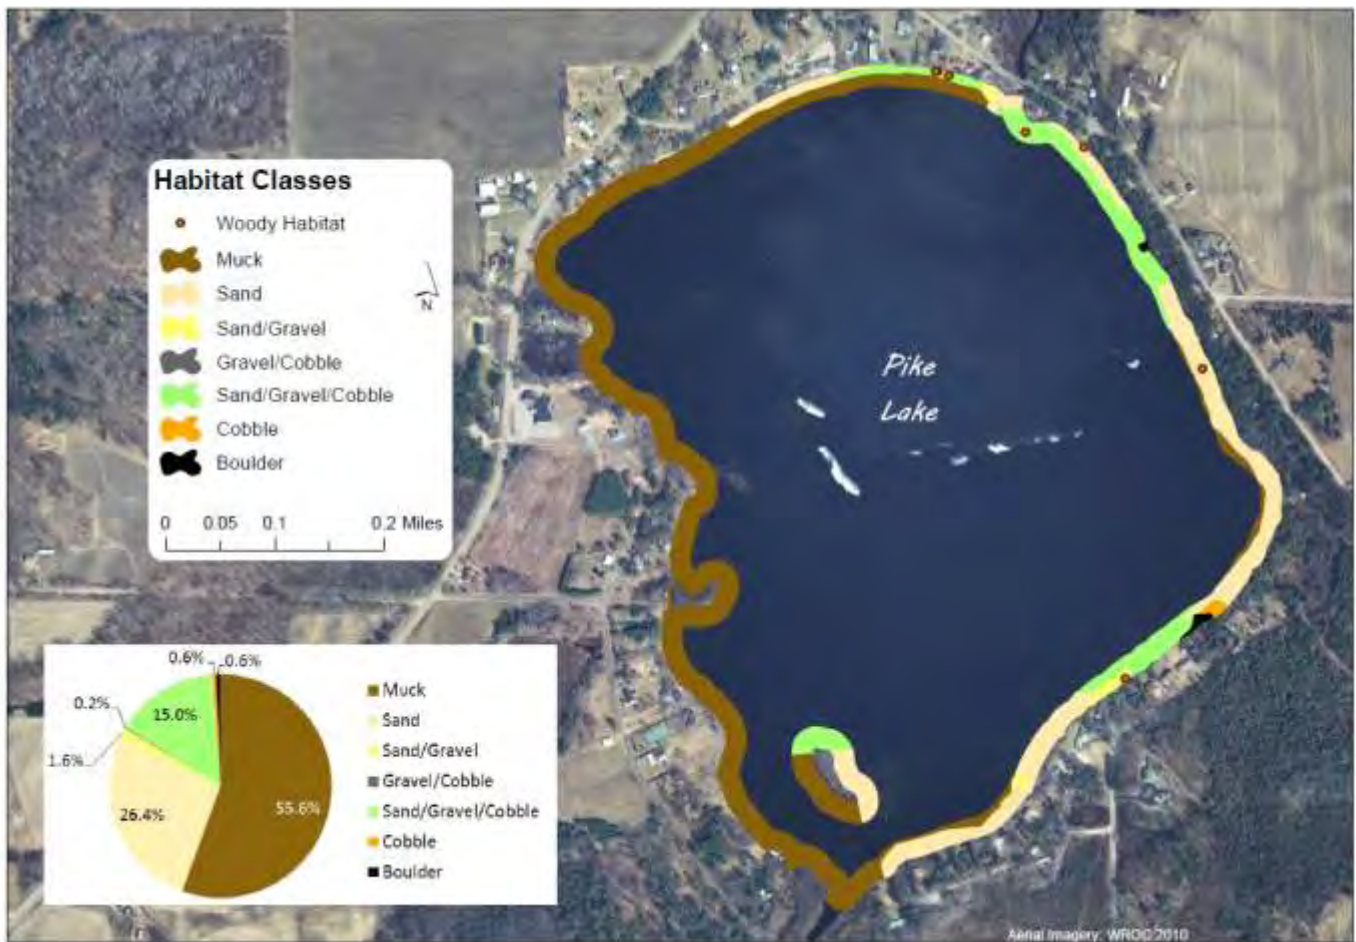 Habitat Classes
Woody Habitat
Muck
Sand
Sand/Gravel
Gravel/Cobble
Sand/Gravel/Cobble
Cobble
Boulder
N
0 0.05 0.1 0.2 Miles
Pike
Lake
0.6% 0.6%
0.2%
15.0%
1.6%
26.4%
55.6%
Muck
Sand
Sand/Gravel
Gravel/Cobble
Sand/Gravel/Cobble
Cobble
Boulder
Aerial Imagery: WROC 2010